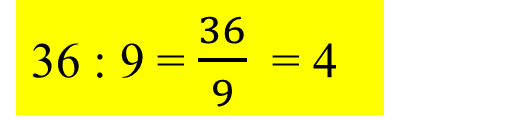 36 : 9 = 36/9 = 4